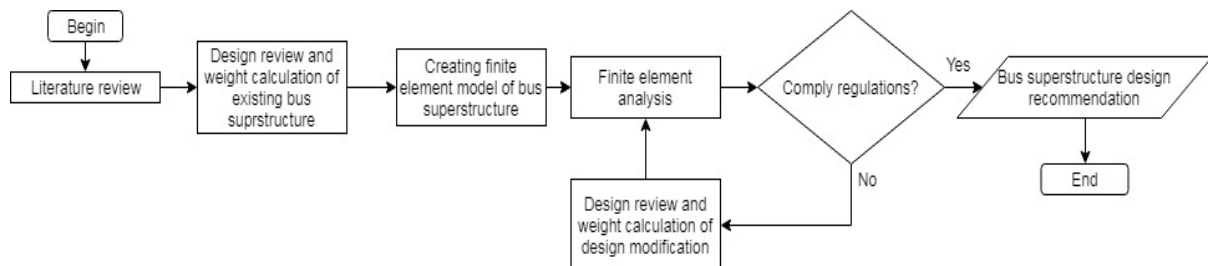 Begin
Literature review
Design review and
weight calculation of
existing bus
suprstructure
Creating finite
element model of bus
superstructure
Finite element
analysis
Comply regulations?
Yes
Bus superstructure design
recommendation
End
No
Design review and
weight calculation of
design modification